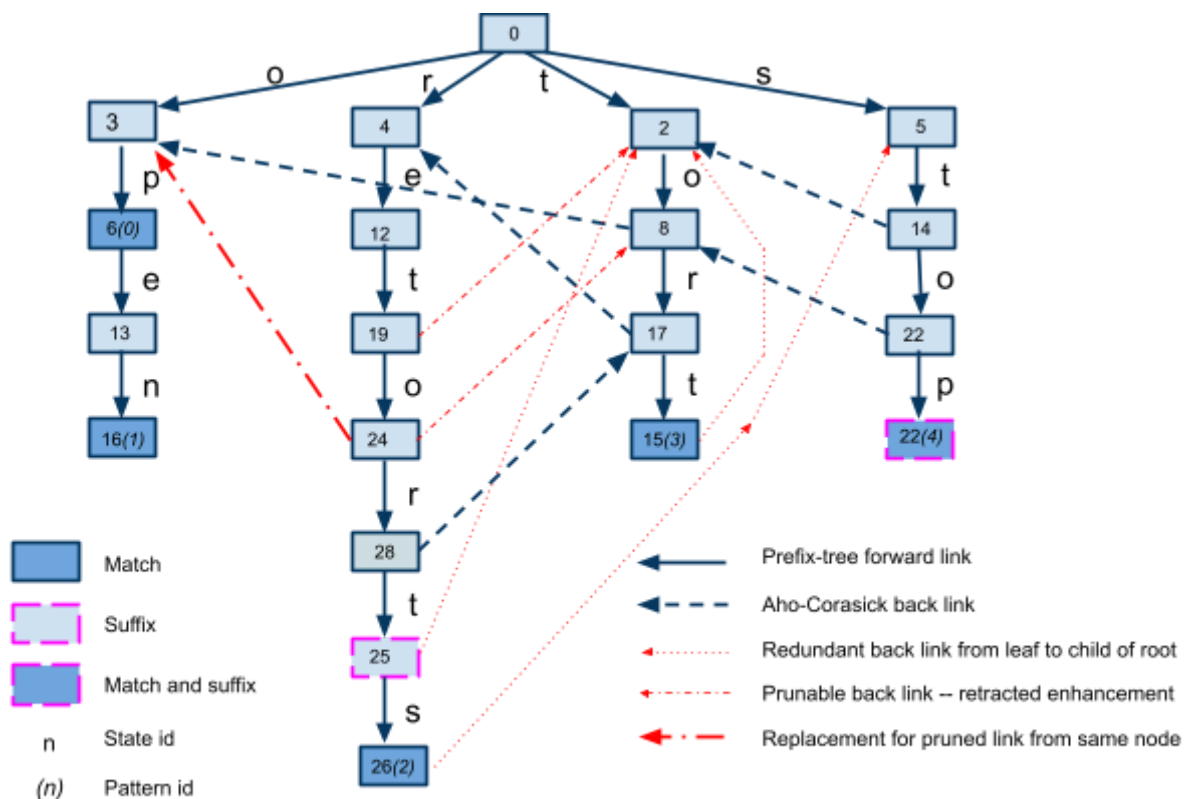 0
o
r
t
s
3
4
2
5
p
e
o
t
6(0)
12
8
14
e
t
r
o
13
19
17
22
n
o
t
p
16(1)
24
15(3)
22(4)
r
28
t
25
s
26(2)
Match
Suffix
Match and suffix
n State id
(n) Pattern id
Prefix-tree forward link
Aho-Corasick back link
Redundant back link from leaf to child of root
Prunable back link -- retracted enhancement
Replacement for pruned link from same node